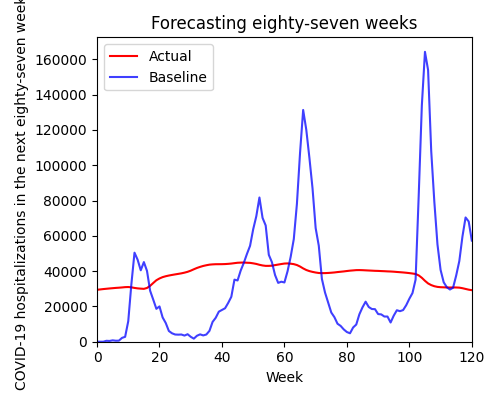 Forecasting eighty-seven weeks
Actual
Baseline
COVID-19 hospitalizations in the next eighty-seven week
160000
140000
120000
100000
80000
60000
40000
20000
0
0 20 40 60 80 100 120
Week